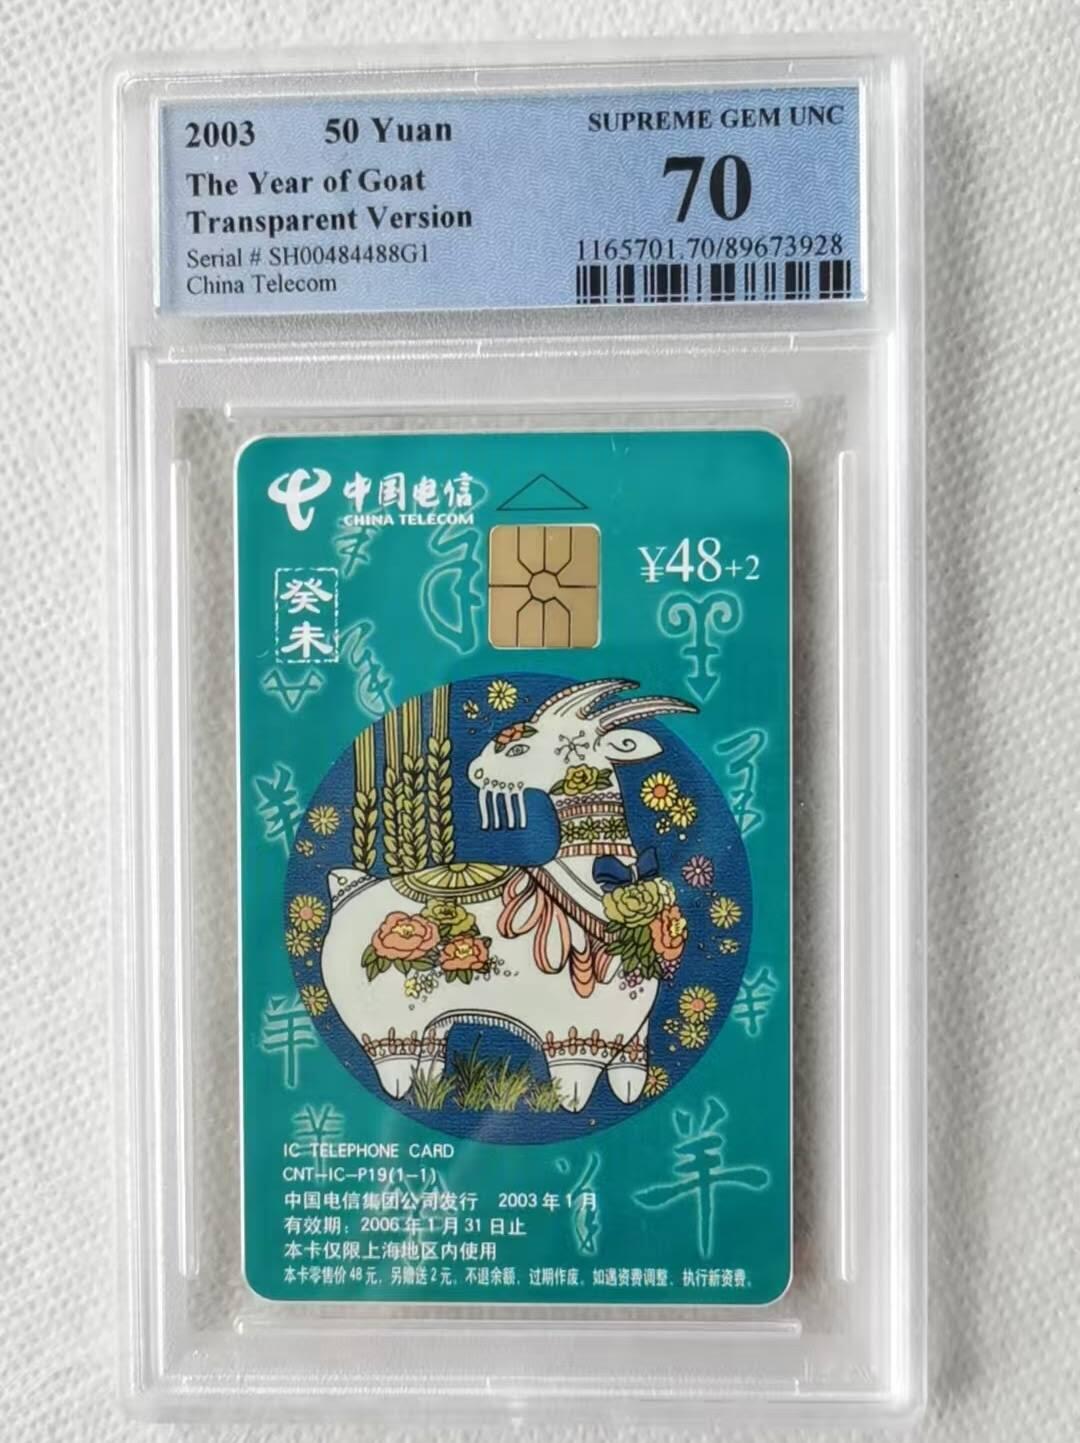 2003 50 Yuan
The Year of Goat
Transparent Version
Serial # SH00484488G1
China Telecom
SUPREME GEM UNC
70
1165701.70/89673928
中国电信
CHINA TELECOM
¥48+2
癸未
羊
羊
羊
羊
羊
IC TELEPHONE CARD
CNT-IC-P19(1-1)
中国电信集团公司发行 2003年1月
有效期：2006年1月31日止
本卡仅限上海地区内使用
本卡零售价48元，另赠送2元，不退余额，过期作废。如遇资费调整，执行新资费。